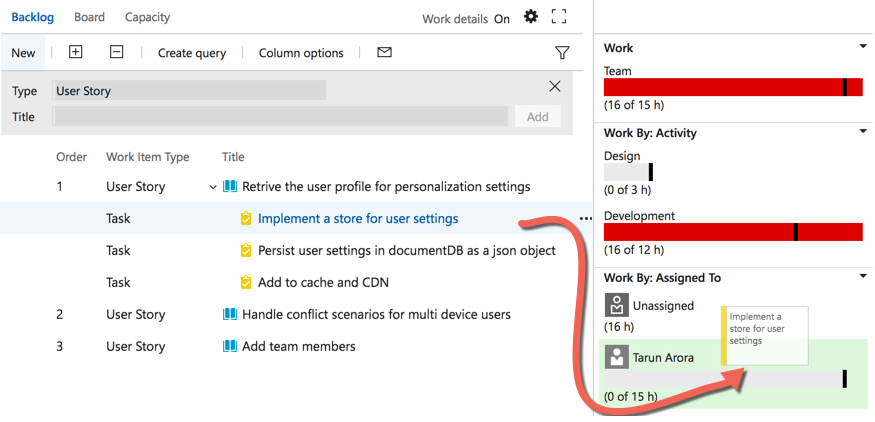 Backlog Board Capacity Work details On
New Create query Column options
Type User Story
Title Add
Order Work Item Type Title
1 User Story Retrive the user profile for personalization settings
Task Implement a store for user settings
Task Persist user settings in documentDB as a json object
Task Add to cache and CDN
2 User Story Handle conflict scenarios for multi device users
3 User Story Add team members
Work
Team
(16 of 15 h)
Work By: Activity
Design
(0 of 3 h)
Development
(16 of 12 h)
Work By: Assigned To
Unassigned
(16 h)
Implement a
store for user
settings
Tarun Arora
(0 of 15 h)